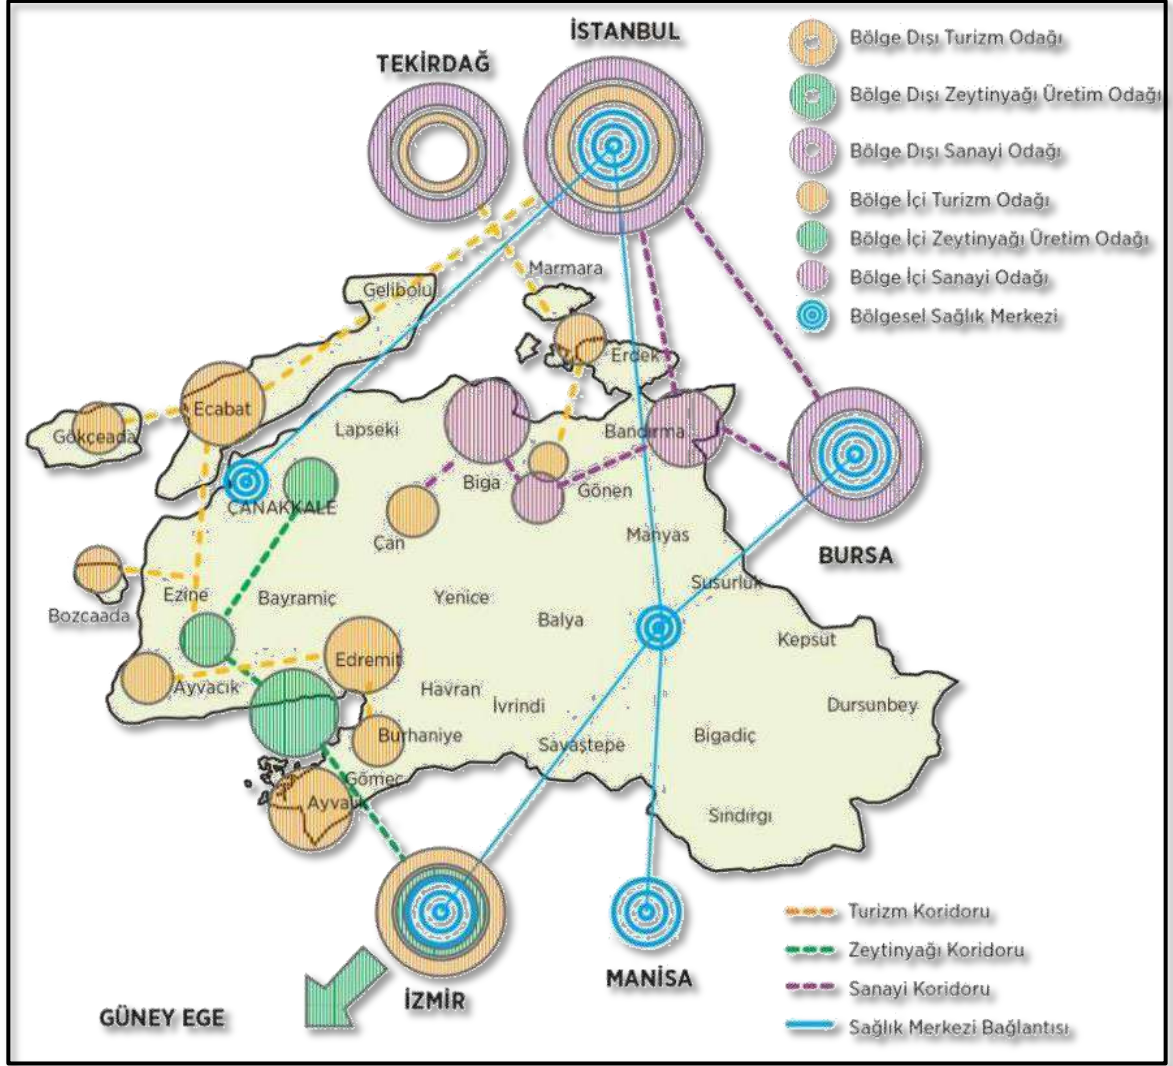 İSTANBUL
TEKİRDAĞ
Bölge Dışı Turizm Odağı
Bölge Dışı Zeytinyağı Üretim Odağı
Bölge Dışı Sanayi Odağı
Bölge İçi Turizm Odağı
Bölge İçi Zeytinyağı Üretim Odağı
Bölge İçi Sanayi Odağı
Bölgesel Sağlık Merkezi
Marmara
Gelibolu
Erdek
Ecabat
Gökçeada
Lapseki
Bandırma
Biga
Gönen
ÇANAKKALE
Çan
Manyas
BURSA
Susurluk
Ezine
Bayramiç
Yenice
Bozcaada
Balya
Kepsut
Edremit
Ayvacık
Havran
İvrindi
Dursunbey
Burhaniye
Savaştepe
Bigadiç
Gömeç
Ayvalık
Sındırgı
Turizm Koridoru
Zeytinyağı Koridoru
Sanayi Koridoru
Sağlık Merkezi Bağlantısı
MANİSA
İZMİR
GÜNEY EGE